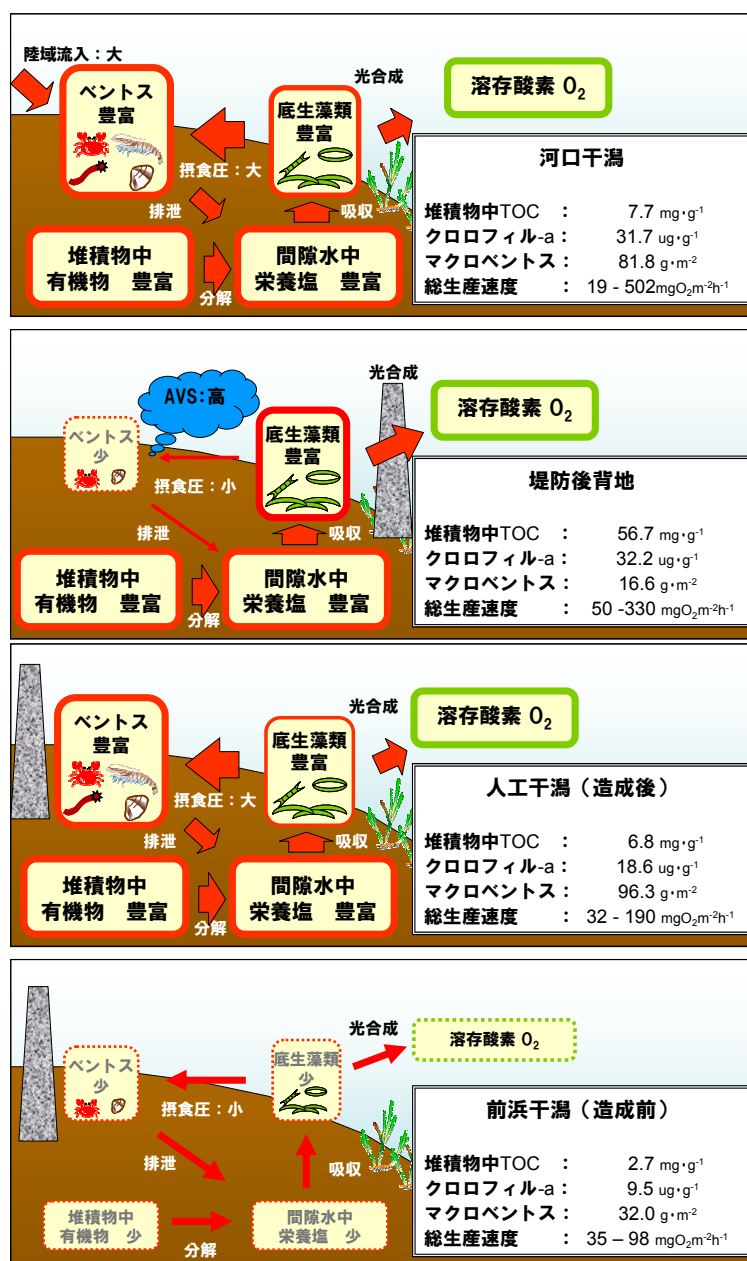 陸域流入：大
光合成
ベントス
豊富
底生藻類
豊富
溶存酸素 O2
摂食圧：大
排泄
吸収
堆積物中
有機物　豊富
分解
間隙水中
栄養塩　豊富
河口干潟
堆積物中TOC　： 7.7 mg･g-1
クロロフィル-a： 31.7 ug･g-1
マクロベントス： 81.8 g･m-2
総生産速度　： 19 - 502mgO2m-2h-1
AVS：高
光合成
ベントス
少
底生藻類
豊富
溶存酸素 O2
摂食圧：小
排泄
吸収
堆積物中
有機物　豊富
分解
間隙水中
栄養塩　豊富
堤防後背地
堆積物中TOC　： 56.7 mg･g-1
クロロフィル-a： 32.2 ug･g-1
マクロベントス： 16.6 g･m-2
総生産速度　： 50 -330 mgO2m-2h-1
光合成
ベントス
豊富
底生藻類
豊富
溶存酸素 O2
摂食圧：大
排泄
吸収
堆積物中
有機物　豊富
分解
間隙水中
栄養塩　豊富
人工干潟（造成後）
堆積物中TOC　： 6.8 mg･g-1
クロロフィル-a： 18.6 ug･g-1
マクロベントス： 96.3 g･m-2
総生産速度　： 32 - 190 mgO2m-2h-1
光合成
ベントス
少
底生藻類
少
溶存酸素 O2
摂食圧：小
排泄
吸収
堆積物中
有機物　少
分解
間隙水中
栄養塩　少
前浜干潟（造成前）
堆積物中TOC　： 2.7 mg･g-1
クロロフィル-a： 9.5 ug･g-1
マクロベントス： 32.0 g･m-2
総生産速度　： 35 – 98 mgO2m-2h-1